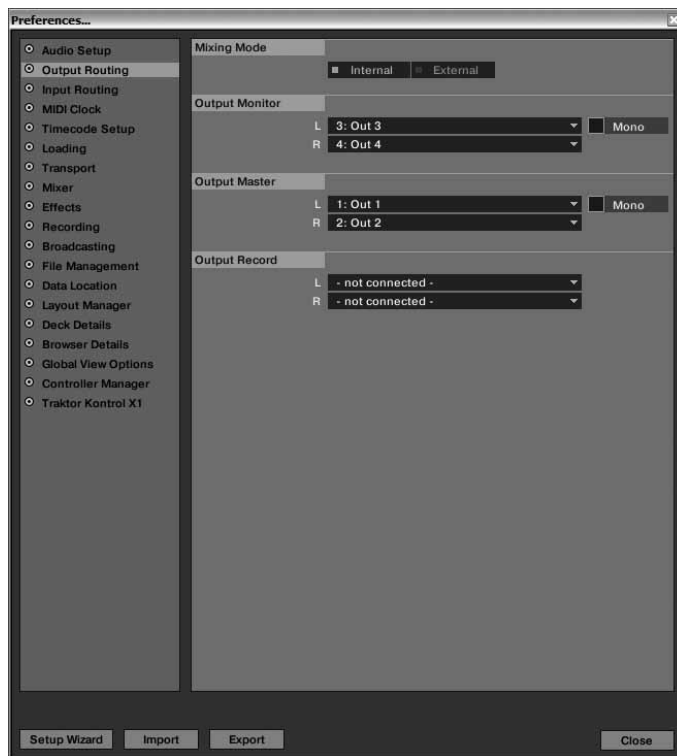 Preferences...
Audio Setup
Output Routing
Input Routing
MIDI Clock
Timecode Setup
Loading
Transport
Mixer
Effects
Recording
Broadcasting
File Management
Data Location
Layout Manager
Deck Details
Browser Details
Global View Options
Controller Manager
Traktor Kontrol X1
Mixing Mode
Internal External
Output Monitor
L 3: Out 3 Mono
R 4: Out 4
Output Master
L 1: Out 1 Mono
R 2: Out 2
Output Record
L - not connected -
R - not connected -
Setup Wizard Import Export Close